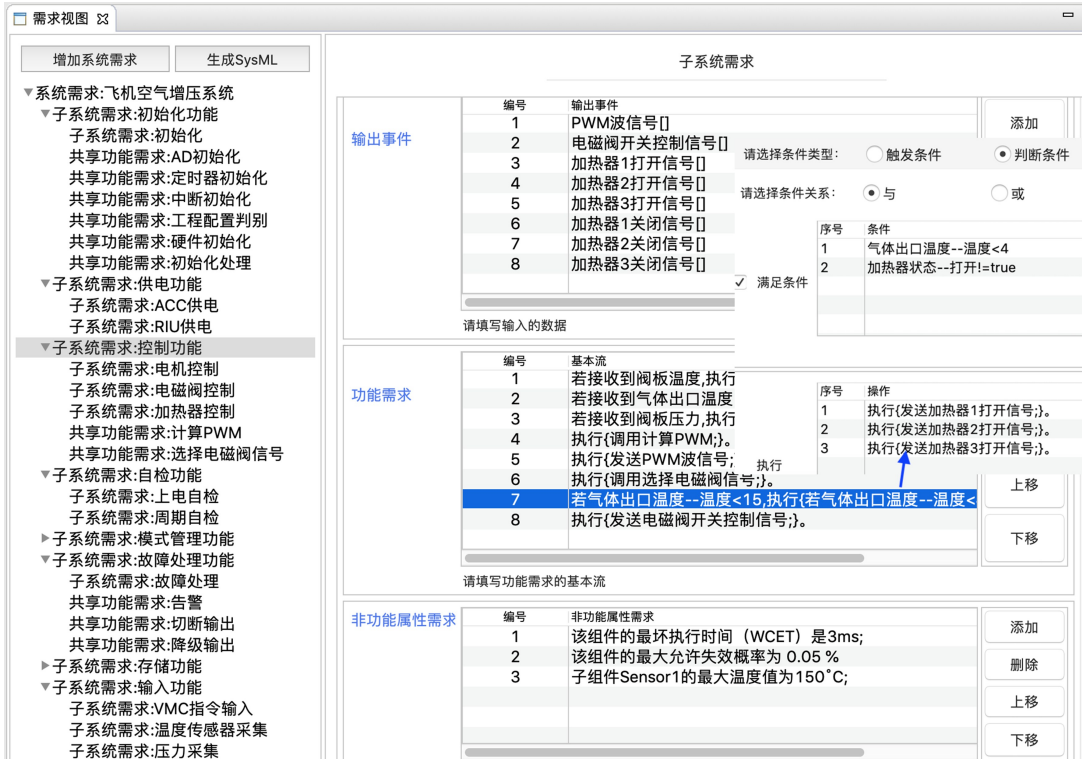 需求视图
增加系统需求
生成SysML
系统需求:飞机空气增压系统
子系统需求:初始化功能
子系统需求:初始化
共享功能需求:AD初始化
共享功能需求:定时器初始化
共享功能需求:中断初始化
共享功能需求:工程配置判别
共享功能需求:硬件初始化
共享功能需求:初始化处理
子系统需求:供电功能
子系统需求:ACC供电
子系统需求:RIU供电
子系统需求:控制功能
子系统需求:电机控制
子系统需求:电磁阀控制
子系统需求:加热器控制
共享功能需求:计算PWM
共享功能需求:选择电磁阀信号
子系统需求:自检功能
子系统需求:上电自检
子系统需求:周期自检
子系统需求:模式管理功能
子系统需求:故障处理功能
子系统需求:故障处理
共享功能需求:告警
共享功能需求:切断输出
共享功能需求:降级输出
子系统需求:存储功能
子系统需求:输入功能
子系统需求:VMC指令输入
子系统需求:温度传感器采集
子系统需求:压力采集
子系统需求
输出事件
编号 输出事件
1 PWM波信号[]
2 电磁阀开关控制信号[]
3 加热器1打开信号[]
4 加热器2打开信号[]
5 加热器3打开信号[]
6 加热器1关闭信号[]
7 加热器2关闭信号[]
8 加热器3关闭信号[]
请填写输入的数据
添加
请选择条件类型: 触发条件 判断条件
请选择条件关系: 与 或
满足条件
序号 条件
1 气体出口温度--温度<4
2 加热器状态--打开!=true
执行
序号 操作
1 执行{发送加热器1打开信号;}。
2 执行{发送加热器2打开信号;}。
3 执行{发送加热器3打开信号;}。
功能需求
编号 基本流
1 若接收到阀板温度,执行
2 若接收到气体出口温度
3 若接收到阀板压力,执行
4 执行{调用计算PWM;}。
5 执行{发送PWM波信号;
6 执行{调用选择电磁阀信号;}。
7 若气体出口温度--温度<15,执行{若气体出口温度--温度<
8 执行{发送电磁阀开关控制信号;}。
上移
下移
请填写功能需求的基本流
非功能属性需求
编号 非功能属性需求
1 该组件的最坏执行时间（WCET）是3ms;
2 该组件的最大允许失效概率为 0.05 %
3 子组件Sensor1的最大温度值为150˚C;
添加
删除
上移
下移